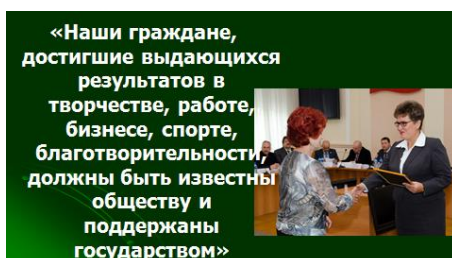 «Наши граждане,
достигшие выдающихся
результатов в
творчестве, работе,
бизнесе, спорте,
благотворительности,
должны быть известны
обществу и
поддержаны
государством»